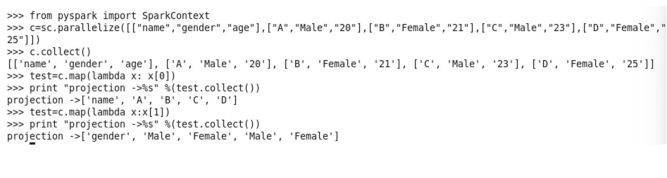 >>> from pyspark import SparkContext
>>> c=sc.parallelize([["name","gender","age"],["A","Male","20"],["B","Female","21"],["C","Male","23"],["D","Female","
25"]])
>>> c.collect()
[['name', 'gender', 'age'], ['A', 'Male', '20'], ['B', 'Female', '21'], ['C', 'Male', '23'], ['D', 'Female', '25']]
>>> test=c.map(lambda x: x[0])
>>> print "projection ->%s" %(test.collect())
projection ->['name', 'A', 'B', 'C', 'D']
>>> test=c.map(lambda x:x[1])
>>> print "projection ->%s" %(test.collect())
projection ->['gender', 'Male', 'Female', 'Male', 'Female']